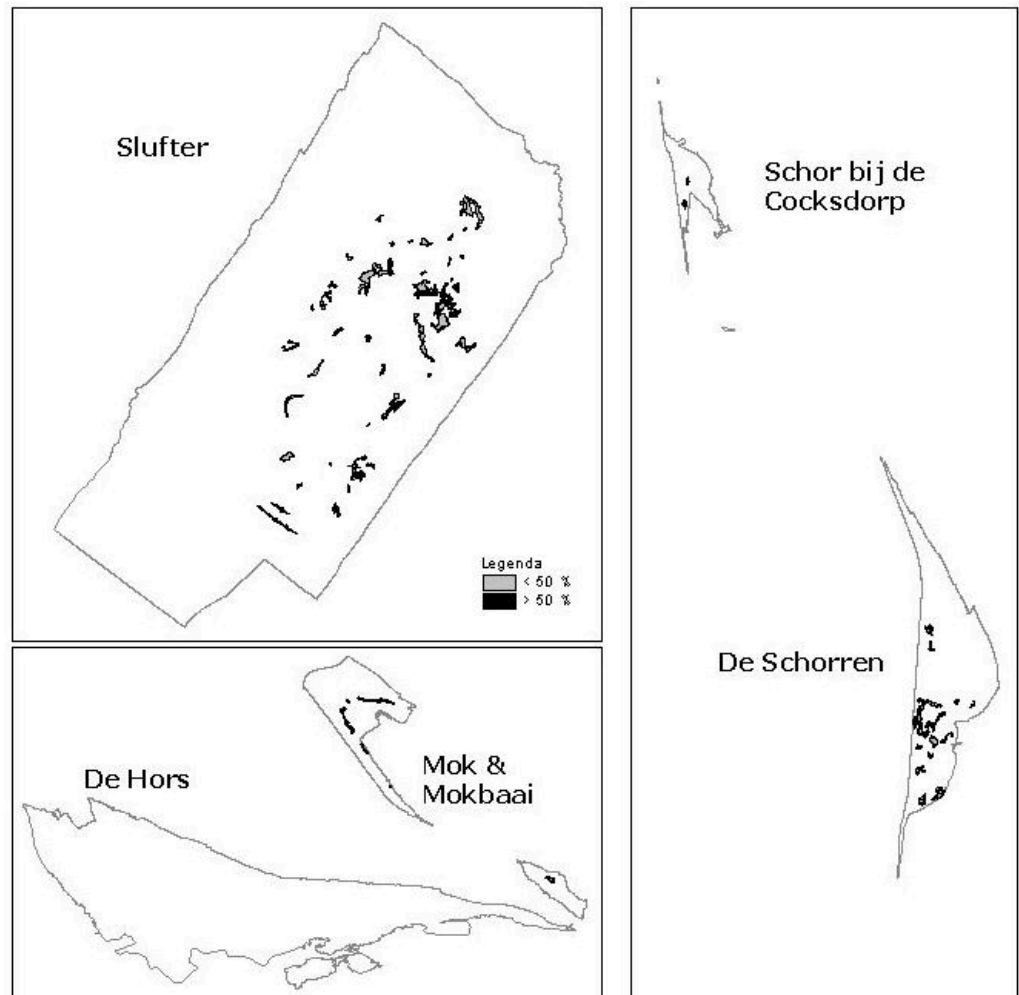 Slufter
Legenda
< 50 %
> 50 %
De Hors
Mok &
Mokbaai
Schor bij de
Cocksdorp
De Schorren